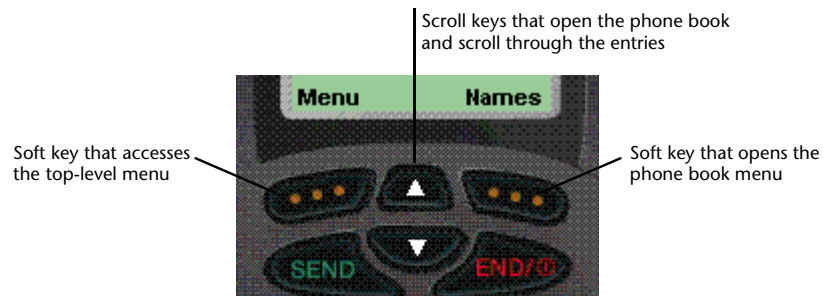 Scroll keys that open the phone book
and scroll through the entries
Menu Names
Soft key that accesses
the top-level menu
Soft key that opens the
phone book menu
SEND END/